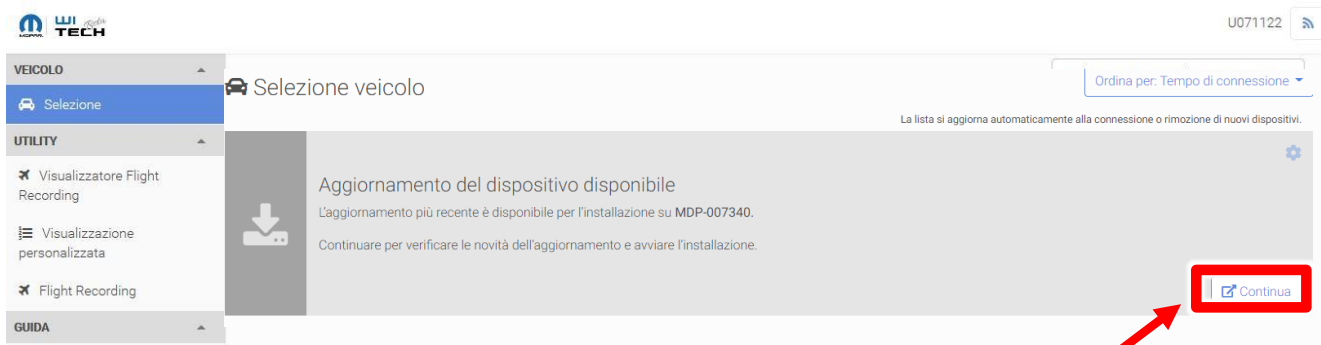 MOPAR
WI Beta
TECH
U071122
VEICOLO
Selezione
UTILITY
Visualizzatore Flight
Recording
Visualizzazione
personalizzata
Flight Recording
GUIDA
Selezione veicolo
Ordina per: Tempo di connessione
La lista si aggiorna automaticamente alla connessione o rimozione di nuovi dispositivi.
Aggiornamento del dispositivo disponibile
L'aggiornamento più recente è disponibile per l'installazione su MDP-007340.
Continuare per verificare le novità dell'aggiornamento e avviare l'installazione.
Continua